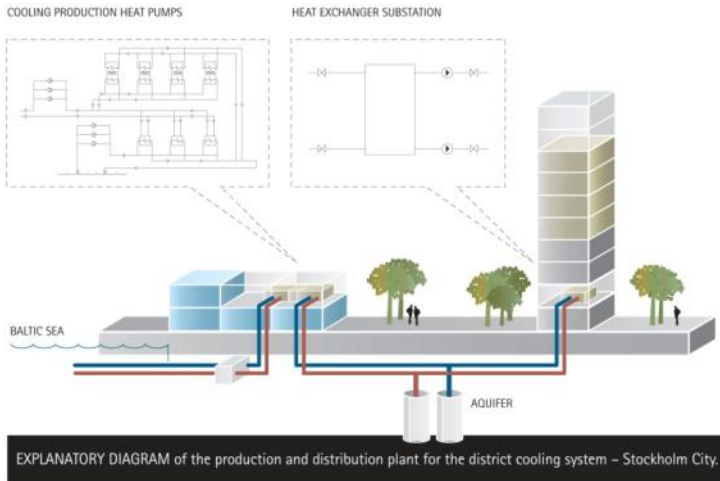 COOLING PRODUCTION HEAT PUMPS
HEAT EXCHANGER SUBSTATION
BALTIC SEA
AQUIFER
EXPLANATORY DIAGRAM of the production and distribution plant for the district cooling system – Stockholm City.